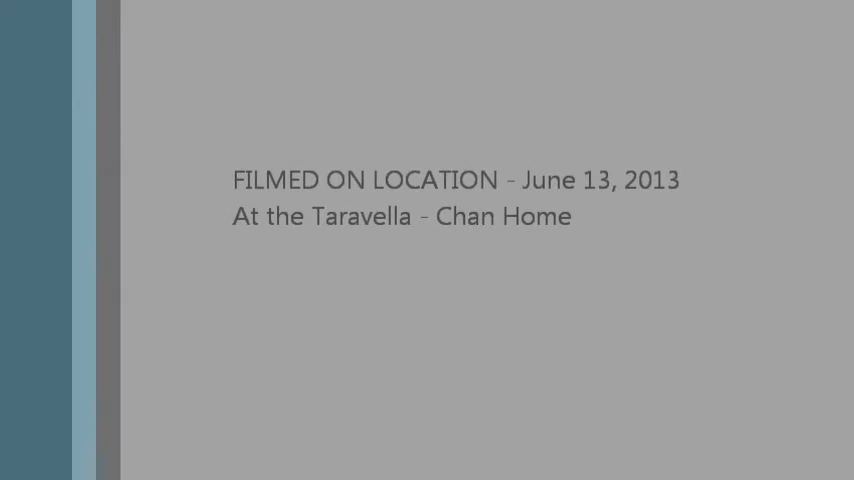 FILMED ON LOCATION - June 13, 2013
At the Taravella - Chan Home